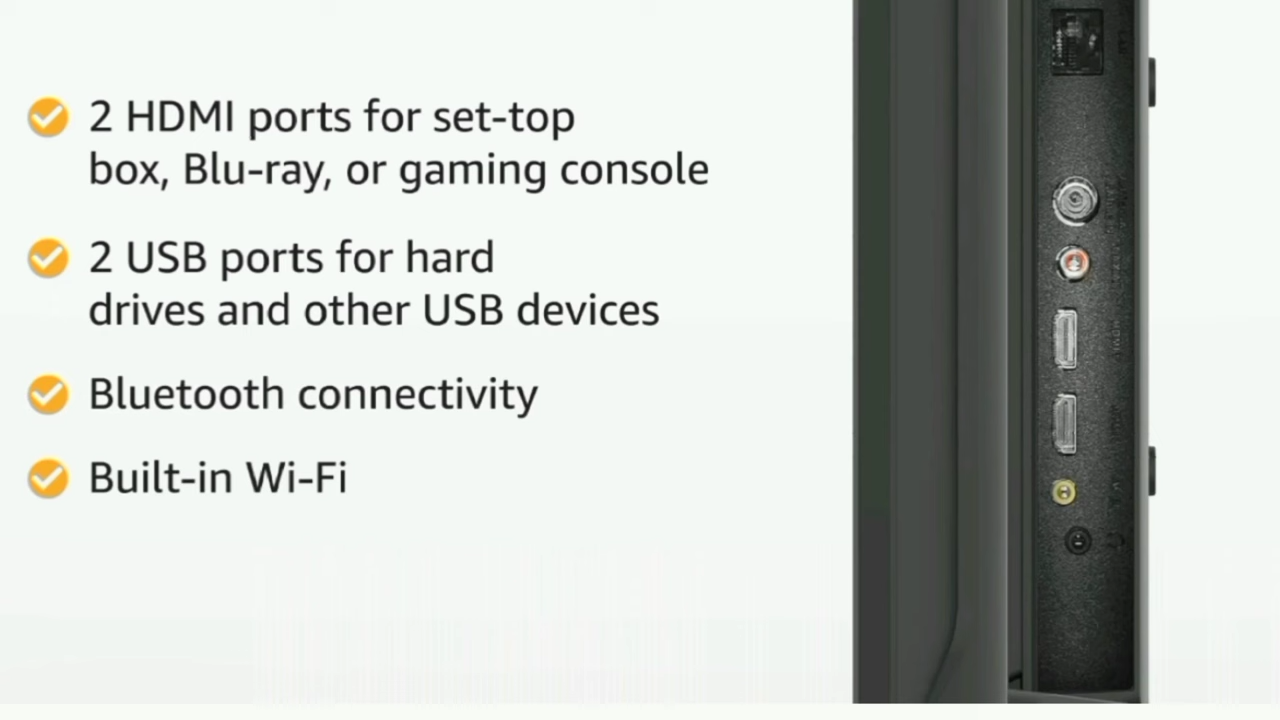 2 HDMI ports for set-top
box, Blu-ray, or gaming console
2 USB ports for hard
drives and other USB devices
Bluetooth connectivity
Built-in Wi-Fi